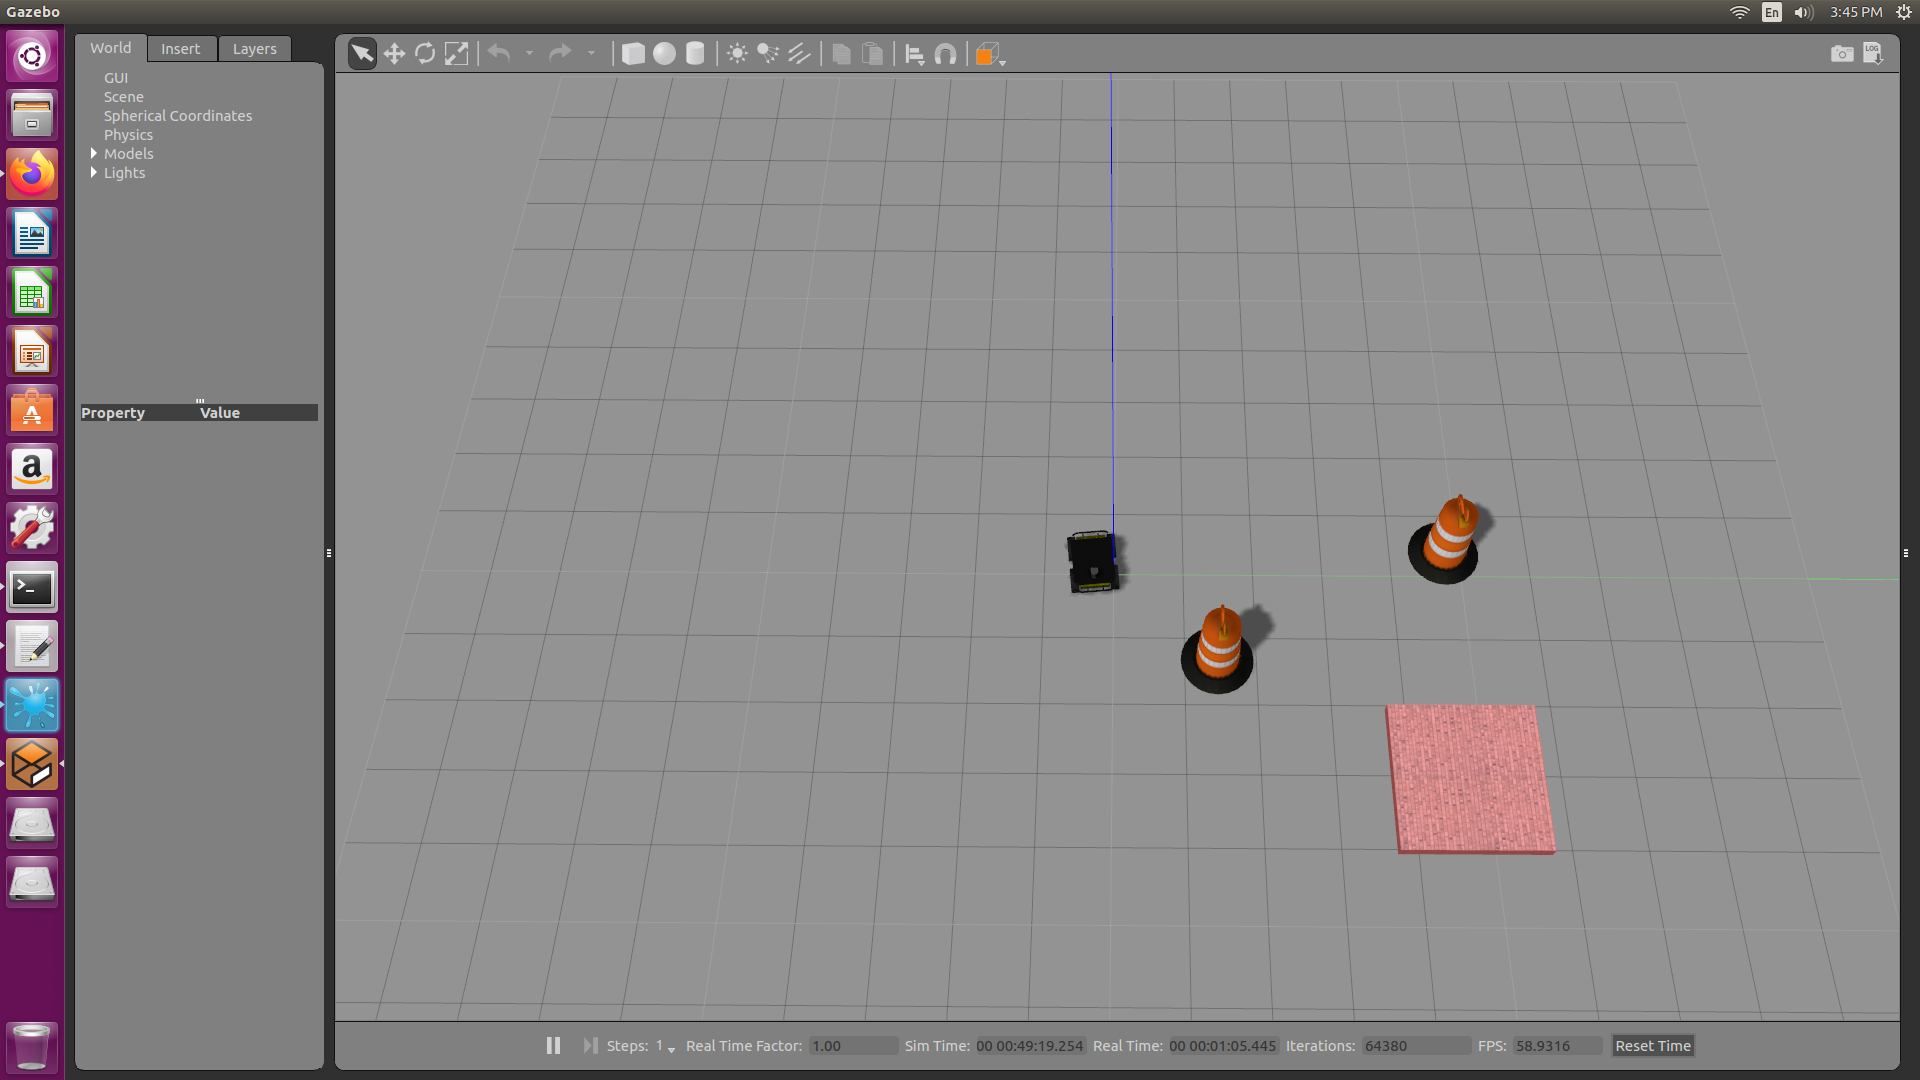 Gazebo
En
3:45 PM
World
Insert
Layers
LOG
GUI
Scene
Spherical Coordinates
Physics
Models
Lights
Property Value
Steps: 1 Real Time Factor: 1.00 Sim Time: 00 00:49:19.254 Real Time: 00 00:01:05.445 Iterations: 64380 FPS: 58.9316 Reset Time